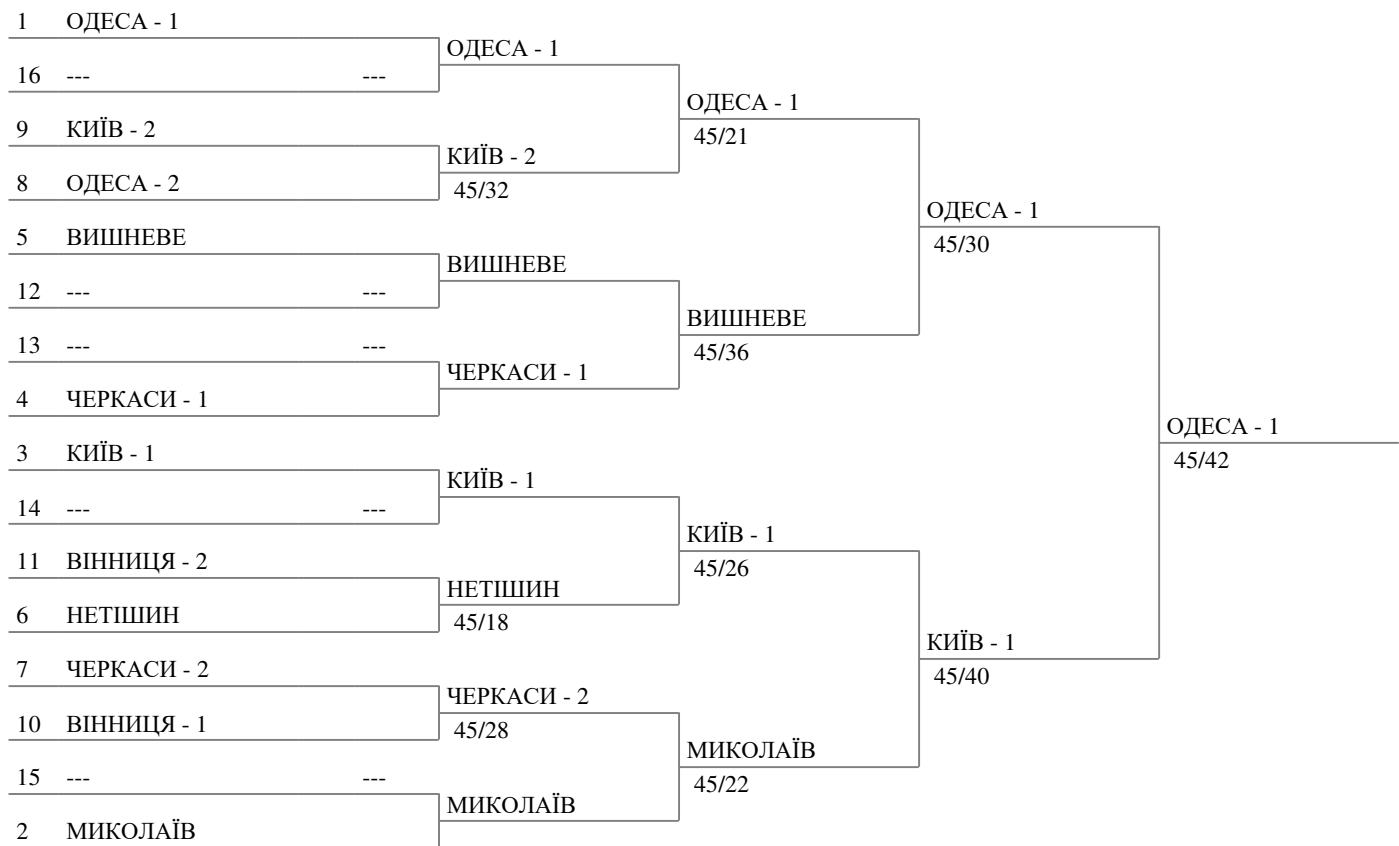 1 ОДЕСА - 1
ОДЕСА - 1
16 --- ---
ОДЕСА - 1
9 КИЇВ - 2
45/21
КИЇВ - 2
8 ОДЕСА - 2
45/32
ОДЕСА - 1
5 ВИШНЕВЕ
45/30
ВИШНЕВЕ
12 --- ---
ВИШНЕВЕ
13 --- ---
45/36
ЧЕРКАСИ - 1
4 ЧЕРКАСИ - 1
ОДЕСА - 1
3 КИЇВ - 1
45/42
КИЇВ - 1
14 --- ---
КИЇВ - 1
11 ВІННИЦЯ - 2
45/26
НЕТІШИН
6 НЕТІШИН
45/18
КИЇВ - 1
7 ЧЕРКАСИ - 2
45/40
ЧЕРКАСИ - 2
10 ВІННИЦЯ - 1
45/28
МИКОЛАЇВ
15 --- ---
45/22
МИКОЛАЇВ
2 МИКОЛАЇВ